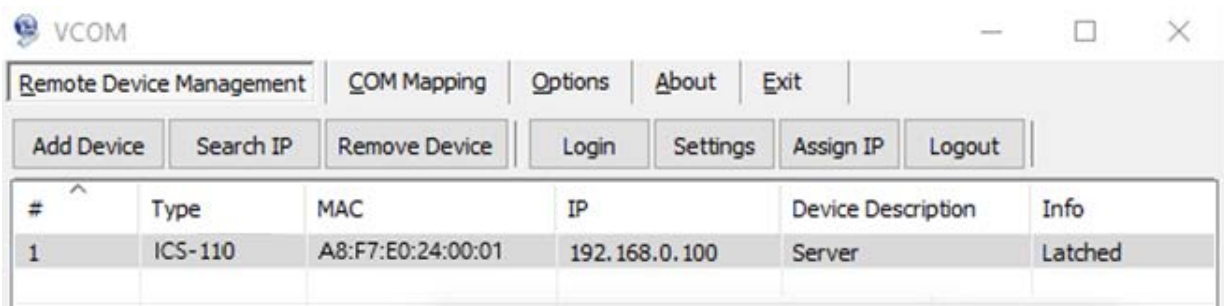 VCOM
Remote Device Management COM Mapping Options About Exit
Add Device Search IP Remove Device Login Settings Assign IP Logout
# Type MAC IP Device Description Info
1 ICS-110 A8:F7:E0:24:00:01 192.168.0.100 Server Latched